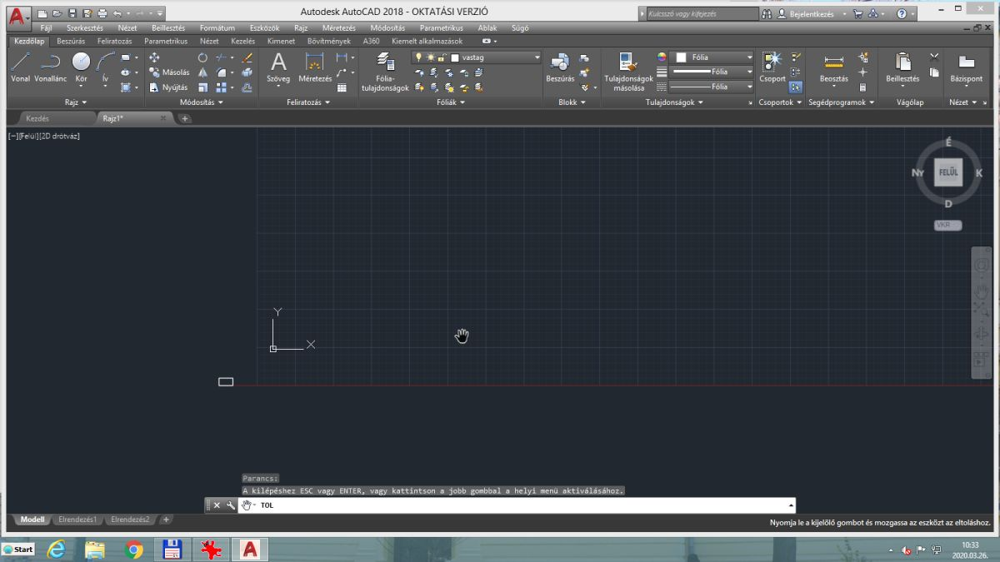 Autodesk AutoCAD 2018 - OKTATÁSI VERZIÓ
Kulcsszó vagy kifejezés
Bejelentkezés
Fájl Szerkesztés Nézet Beillesztés Formátum Eszközök Rajz Méretezés Módosítás Parametrikus Ablak Súgó
Kezdőlap Beszúrás Feliratozás Parametrikus Nézet Kezelés Kimenet Bővítmények A360 Kiemelt alkalmazások
vastag
Fólia
Másolás
Fólia
Vonal Vonallánc Kör Ív
Szöveg Méretezés
Fólia-
tulajdonságok
Beszúrás
Tulajdonságok
másolása
Csoport
Beosztás
Beillesztés
Bázispont
Nyújtás
Fólia
Rajz Módosítás Feliratozás Fóliák Blokk Tulajdonságok Csoportok Segédprogramok Vágólap Nézet
Kezdés Rajz1*
[−][Felül][2D drótváz]
É
Ny FELÜL K
D
VKR
Y
X
Parancs:
A kilépéshez ESC vagy ENTER, vagy kattintson a jobb gombbal a helyi menü aktiválásához.
TOL
Modell Elrendezés1 Elrendezés2
Nyomja le a kijelölő gombot és mozgassa az eszközt az eltoláshoz.
Start
10:33
2020.03.26.